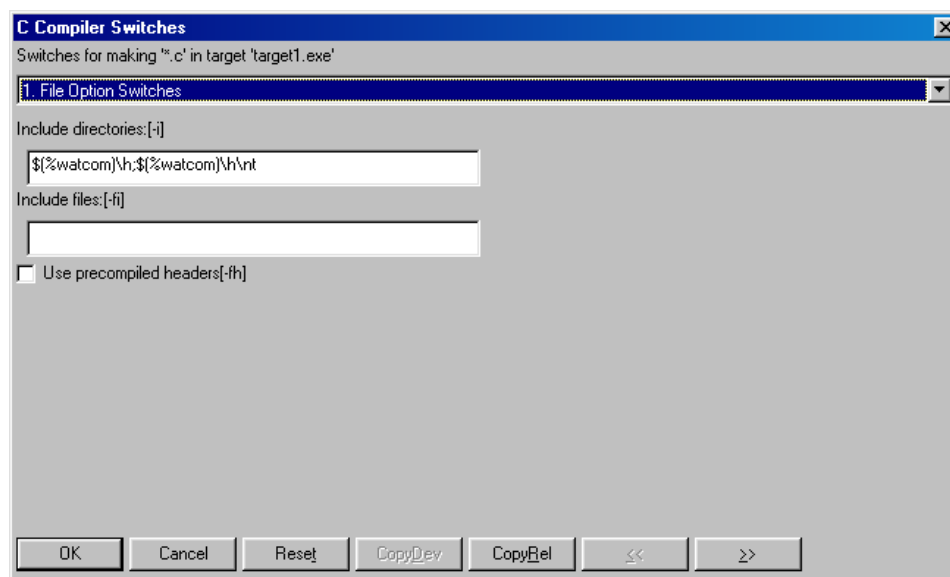 C Compiler Switches
Switches for making '*.c' in target 'target1.exe'
1. File Option Switches
Include directories:[-i]
$(%watcom)\h;$(%watcom)\h\nt
Include files:[-fi]
Use precompiled headers[-fh]
OK Cancel Reset CopyDev CopyRel << >>